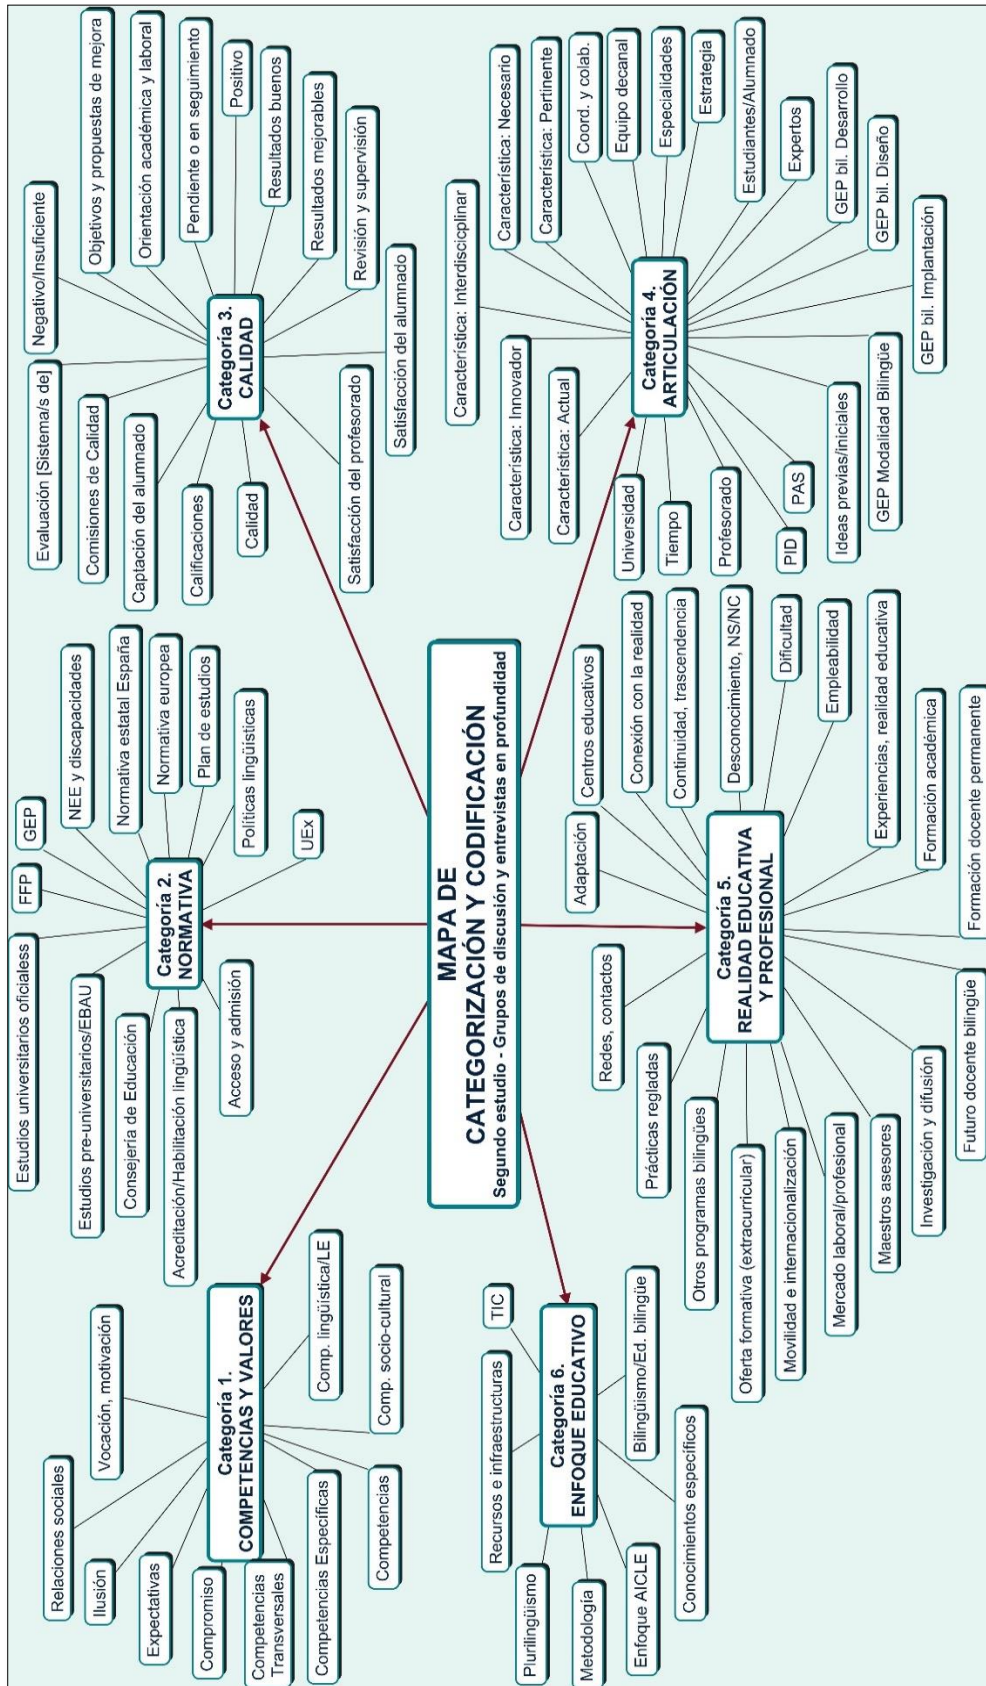 MAPA DE
CATEGORIZACIÓN Y CODIFICACIÓN
Segundo estudio - Grupos de discusión y entrevistas en profundidad
Categoría 1.
COMPETENCIAS Y VALORES
Relaciones sociales
Vocación, motivación
Ilusión
Expectativas
Compromiso
Competencias
Transversales
Competencias Específicas
Competencias
Comp. socio-cultural
Comp. lingüística/LE
Categoría 2.
NORMATIVA
Estudios universitarios oficialess
FFP
GEP
NEE y discapacidades
Normativa estatal España
Normativa europea
Plan de estudios
Políticas lingüísticas
UEx
Estudios pre-universitarios/EBAU
Consejería de Educación
Acreditación/Habilitación lingüística
Acceso y admisión
Categoría 3.
CALIDAD
Evaluación [Sistema/s de]
Negativo/Insuficiente
Objetivos y propuestas de mejora
Orientación académica y laboral
Pendiente o en seguimiento
Positivo
Resultados buenos
Resultados mejorables
Revisión y supervisión
Satisfacción del alumnado
Satisfacción del profesorado
Comisiones de Calidad
Captación del alumnado
Calificaciones
Calidad
Categoría 4.
ARTICULACIÓN
Característica: Interdisciplinar
Característica: Necesario
Característica: Pertinente
Coord. y colab.
Equipo decanal
Especialidades
Estrategia
Estudiantes/Alumnado
Expertos
GEP bil. Desarrollo
GEP bil. Diseño
GEP bil. Implantación
GEP Modalidad Bilingüe
Ideas previas/iniciales
PAS
PID
Profesorado
Tiempo
Universidad
Característica: Actual
Característica: Innovador
Categoría 5.
REALIDAD EDUCATIVA
Y PROFESIONAL
Adaptación
Centros educativos
Conexión con la realidad
Continuidad, trascendencia
Desconocimiento, NS/NC
Dificultad
Empleabilidad
Experiencias, realidad educativa
Formación académica
Formación docente permanente
Futuro docente bilingüe
Investigación y difusión
Maestros asesores
Mercado laboral/profesional
Movilidad e internacionalización
Oferta formativa (extracurricular)
Otros programas bilingües
Prácticas regladas
Redes, contactos
Categoría 6.
ENFOQUE EDUCATIVO
Recursos e infraestructuras
TIC
Plurilingüismo
Metodología
Enfoque AICLE
Conocimientos específicos
Bilingüismo/Ed. bilingüe